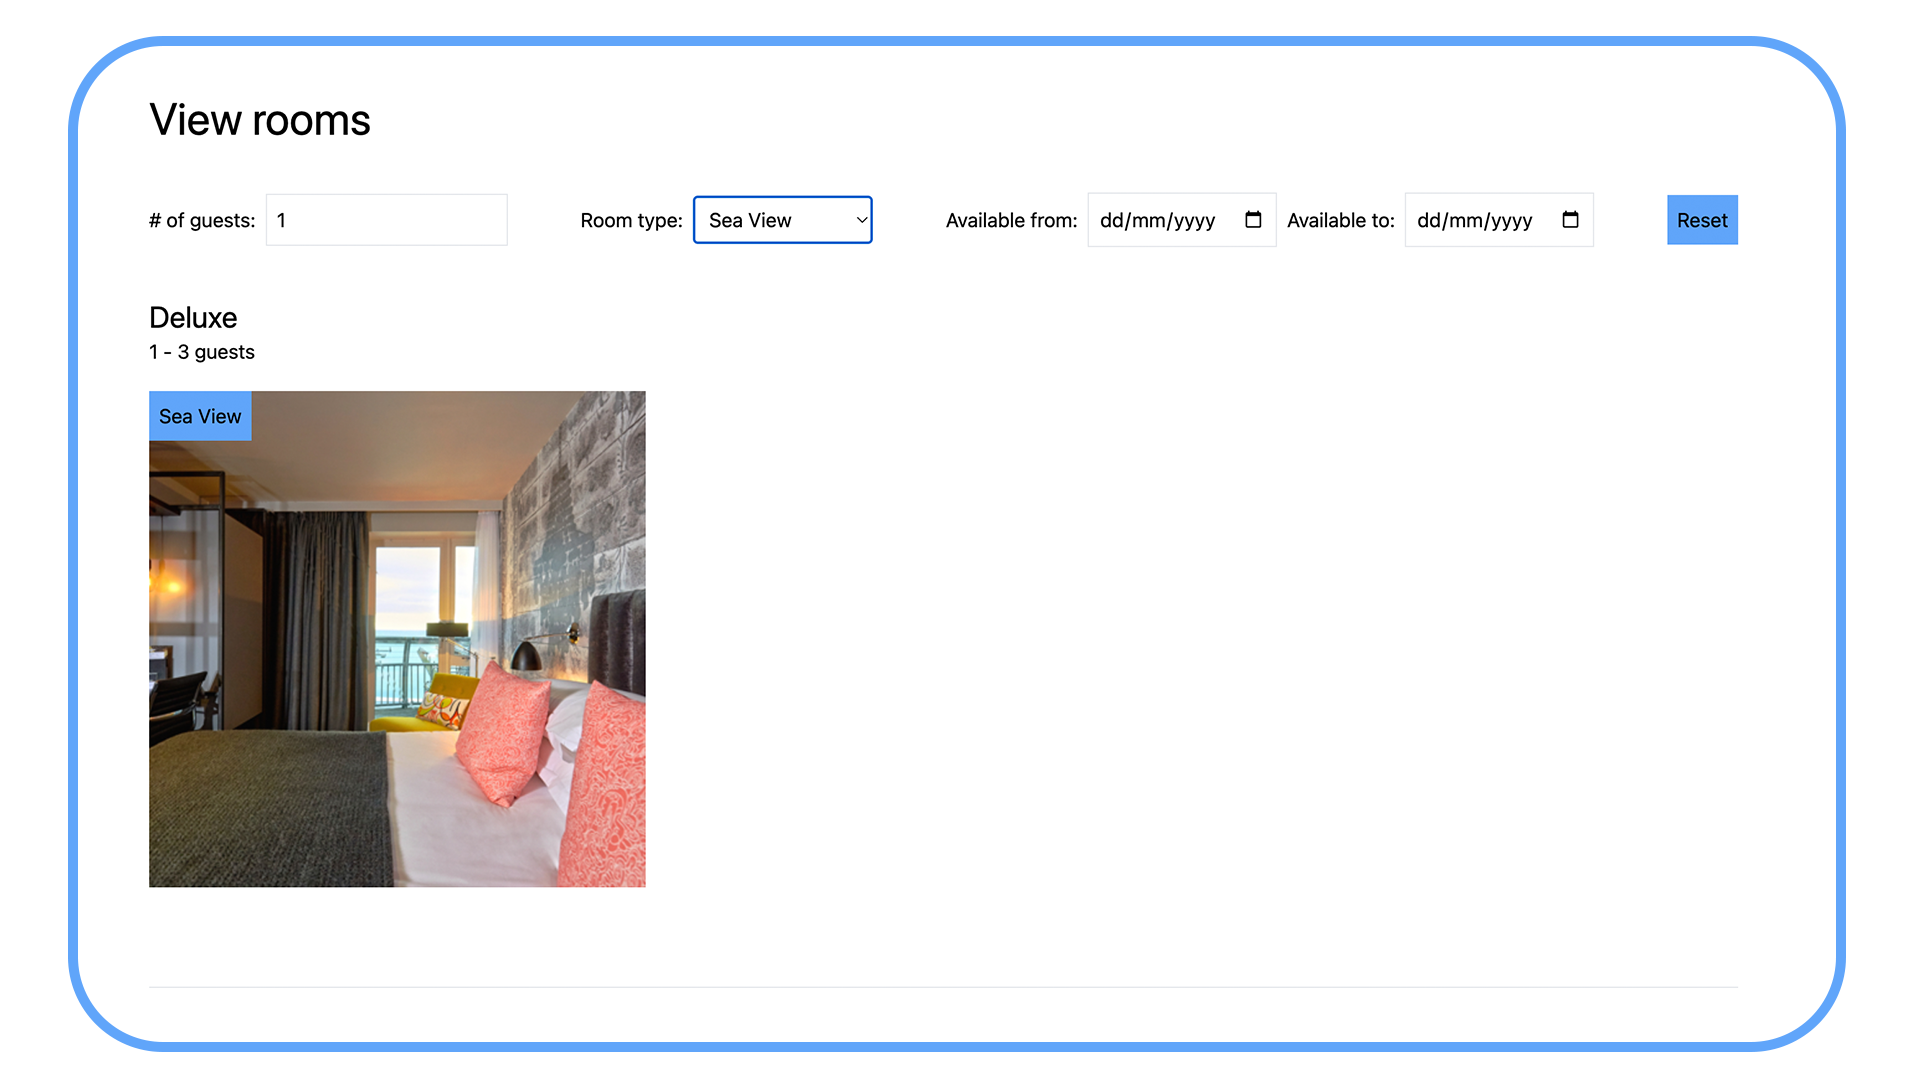 View rooms
# of guests: 1 Room type: Sea View Available from: dd/mm/yyyy Available to: dd/mm/yyyy Reset
Deluxe
1 - 3 guests
Sea View